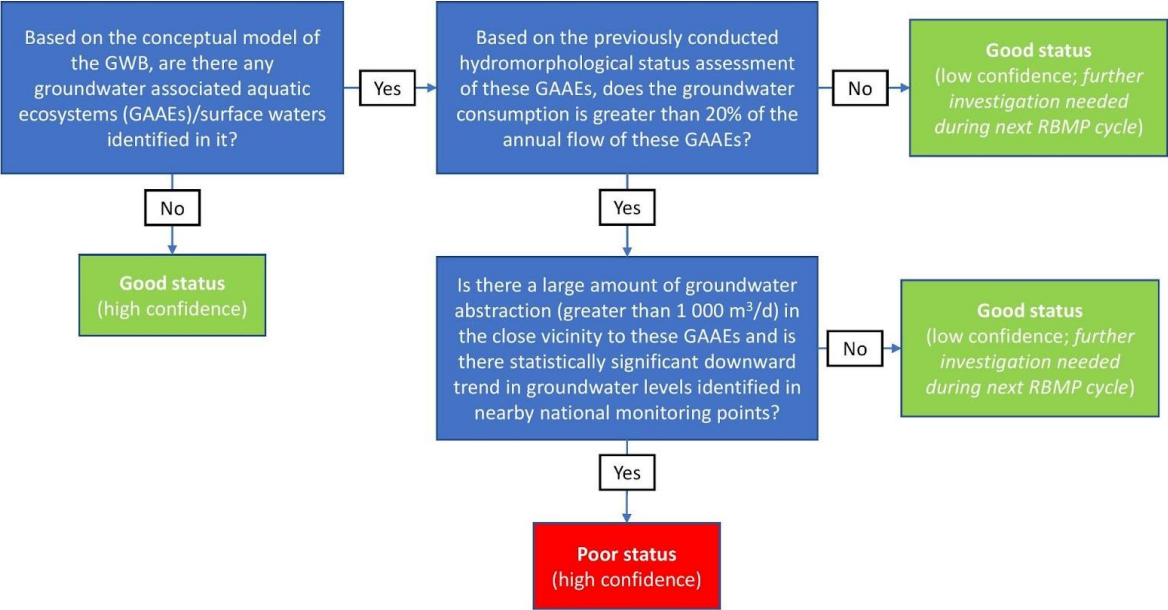 Based on the conceptual model of
the GWB, are there any
groundwater associated aquatic
ecosystems (GAAEs)/surface waters
identified in it?
Yes
Based on the previously conducted
hydromorphological status assessment
of these GAAEs, does the groundwater
consumption is greater than 20% of the
annual flow of these GAAEs?
No
Good status
(low confidence; further
investigation needed
during next RBMP cycle)
No
Good status
(high confidence)
Yes
Is there a large amount of groundwater
abstraction (greater than 1 000 m³/d) in
the close vicinity to these GAAEs and is
there statistically significant downward
trend in groundwater levels identified in
nearby national monitoring points?
No
Good status
(low confidence; further
investigation needed
during next RBMP cycle)
Yes
Poor status
(high confidence)